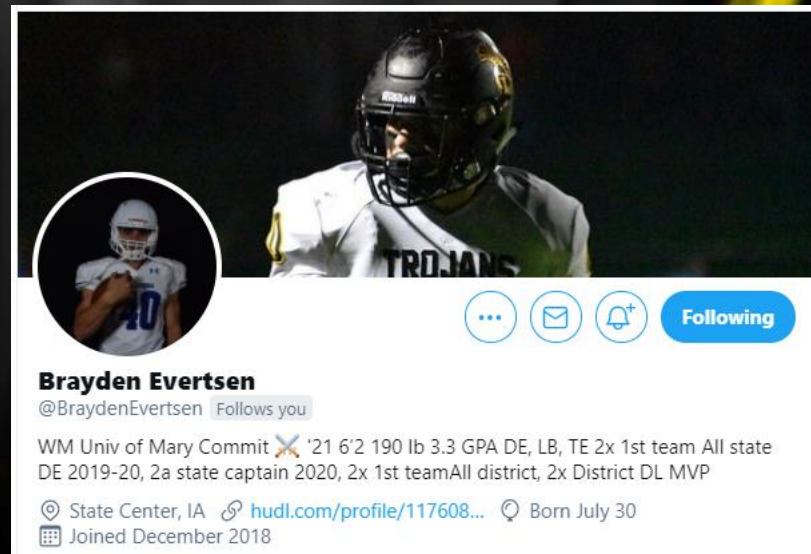 Riddell
TROJANS
40
Following
Brayden Evertsen
@BraydenEvertsen Follows you
WM Univ of Mary Commit ⚔️ '21 6'2 190 lb 3.3 GPA DE, LB, TE 2x 1st team All state
DE 2019-20, 2a state captain 2020, 2x 1st teamAll district, 2x District DL MVP
State Center, IA hudl.com/profile/117608... Born July 30
Joined December 2018